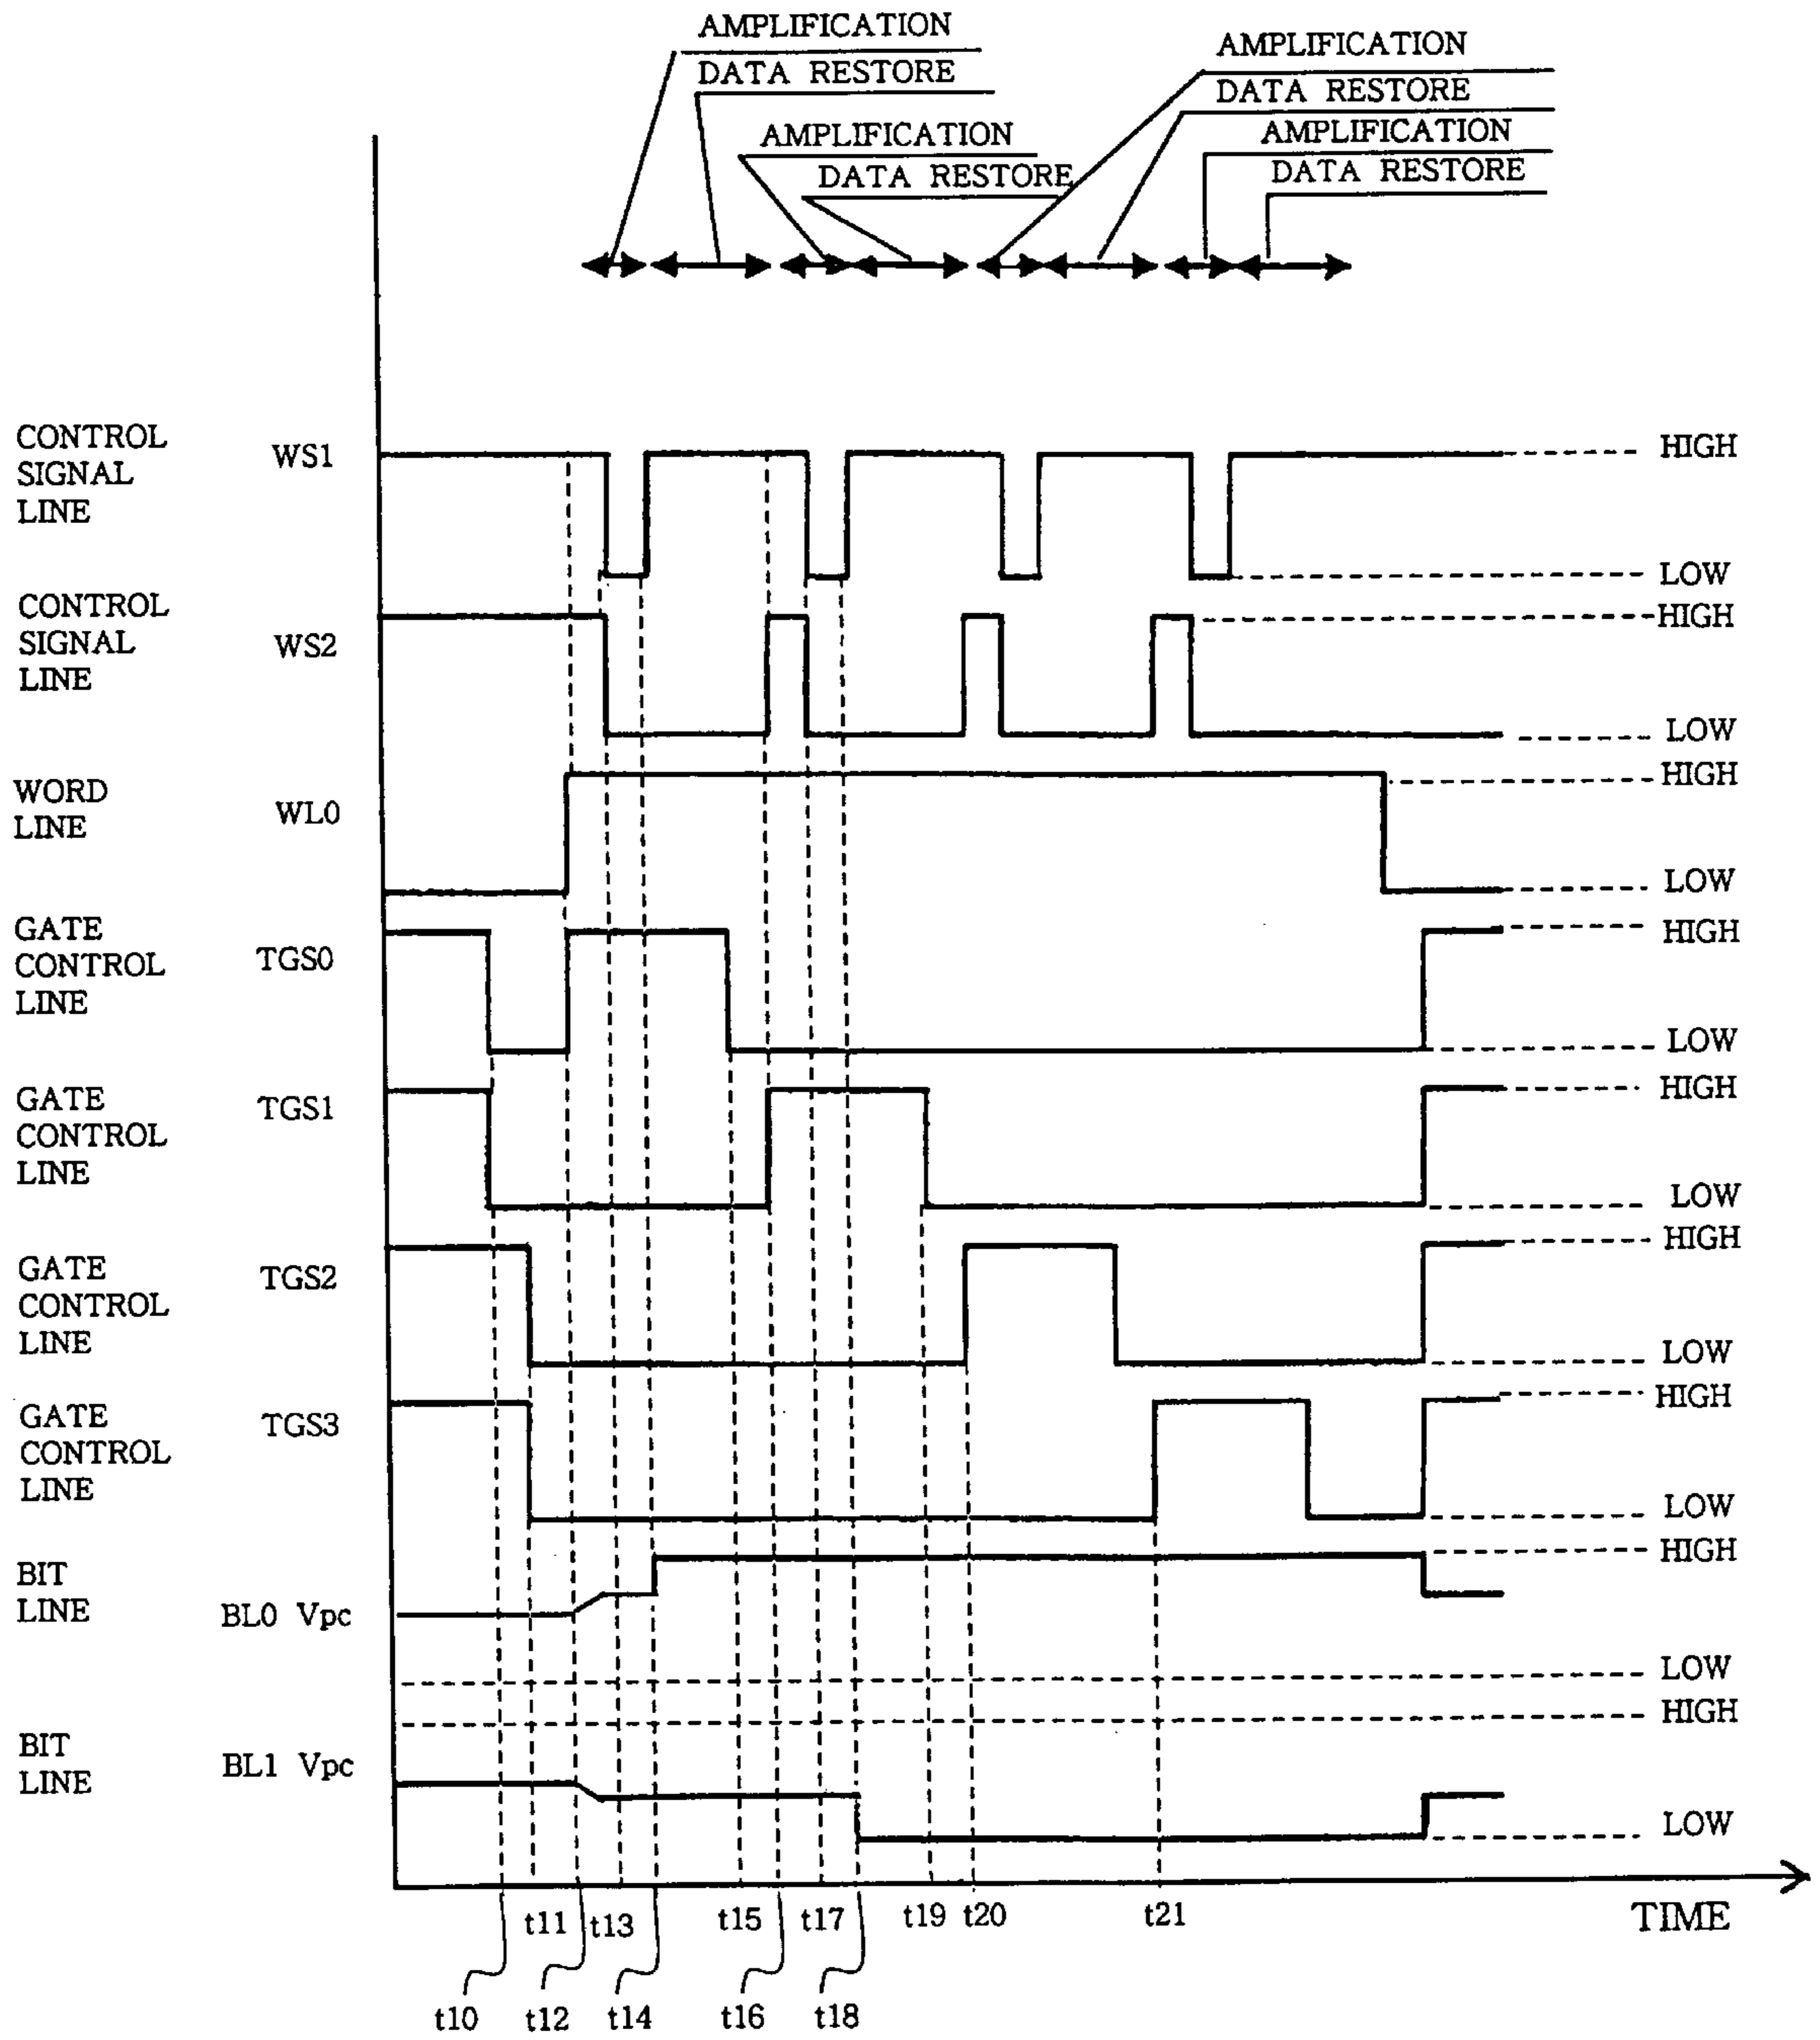 AMPLIFICATION
DATA RESTORE
AMPLIFICATION
DATA RESTORE
AMPLIFICATION
DATA RESTORE
AMPLIFICATION
DATA RESTORE
CONTROL
SIGNAL
LINE
WS1
HIGH
LOW
CONTROL
SIGNAL
LINE
WS2
HIGH
LOW
WORD
LINE
WL0
HIGH
LOW
GATE
CONTROL
LINE
TGS0
HIGH
LOW
GATE
CONTROL
LINE
TGS1
HIGH
LOW
GATE
CONTROL
LINE
TGS2
HIGH
LOW
GATE
CONTROL
LINE
TGS3
HIGH
LOW
BIT
LINE
BL0 Vpc
HIGH
LOW
BIT
LINE
BL1 Vpc
HIGH
LOW
t11 t13 t15 t17 t19 t20 t21
TIME
t10 t12 t14 t16 t18